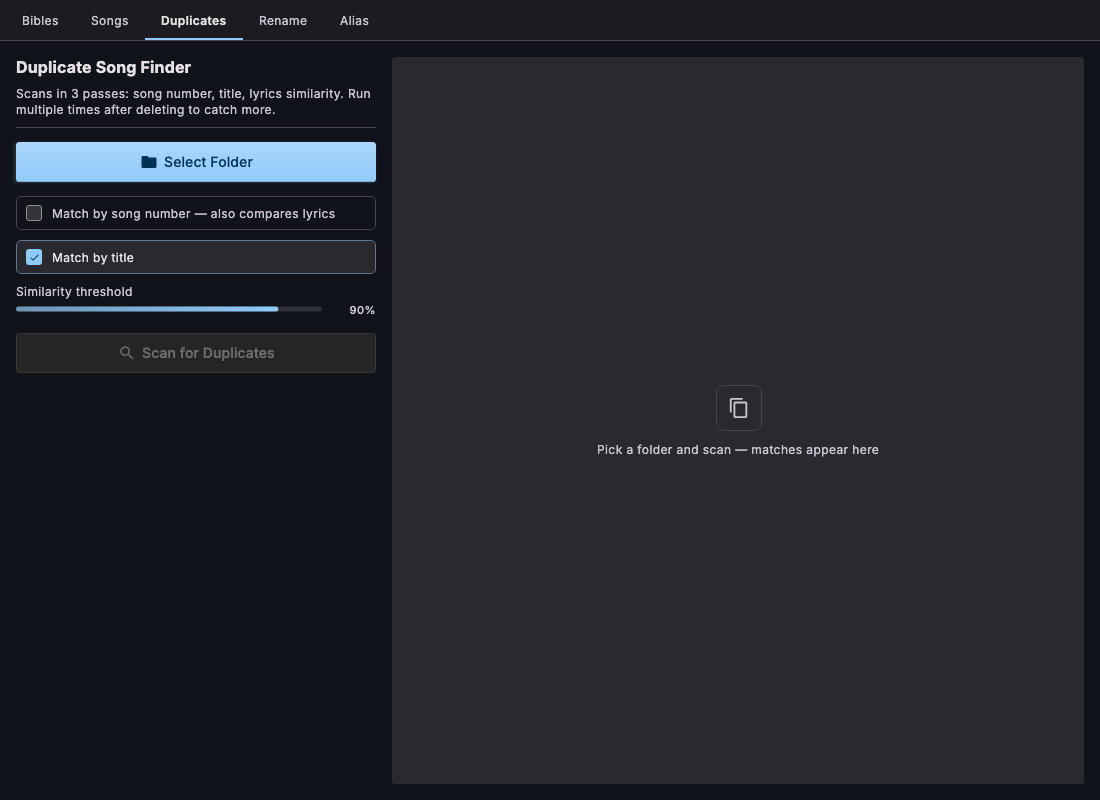 Bibles
Songs
Duplicates
Rename
Alias
Duplicate Song Finder
Scans in 3 passes: song number, title, lyrics similarity. Run
multiple times after deleting to catch more.
Select Folder
Match by song number — also compares lyrics
Match by title
Similarity threshold
90%
Scan for Duplicates
Pick a folder and scan — matches appear here